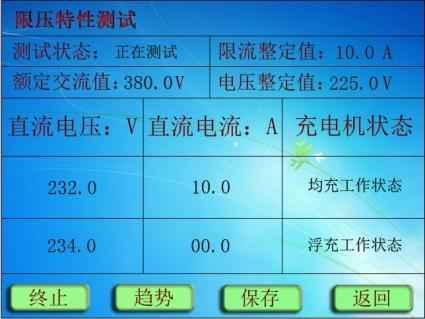 限压特性测试
测试状态：正在测试 限流整定值：10.0 A
额定交流值：380.0V 电压整定值：225.0V
直流电压：V 直流电流：A 充电机状态
232.0 10.0 均充工作状态
234.0 00.0 浮充工作状态
终止 趋势 保存 返回